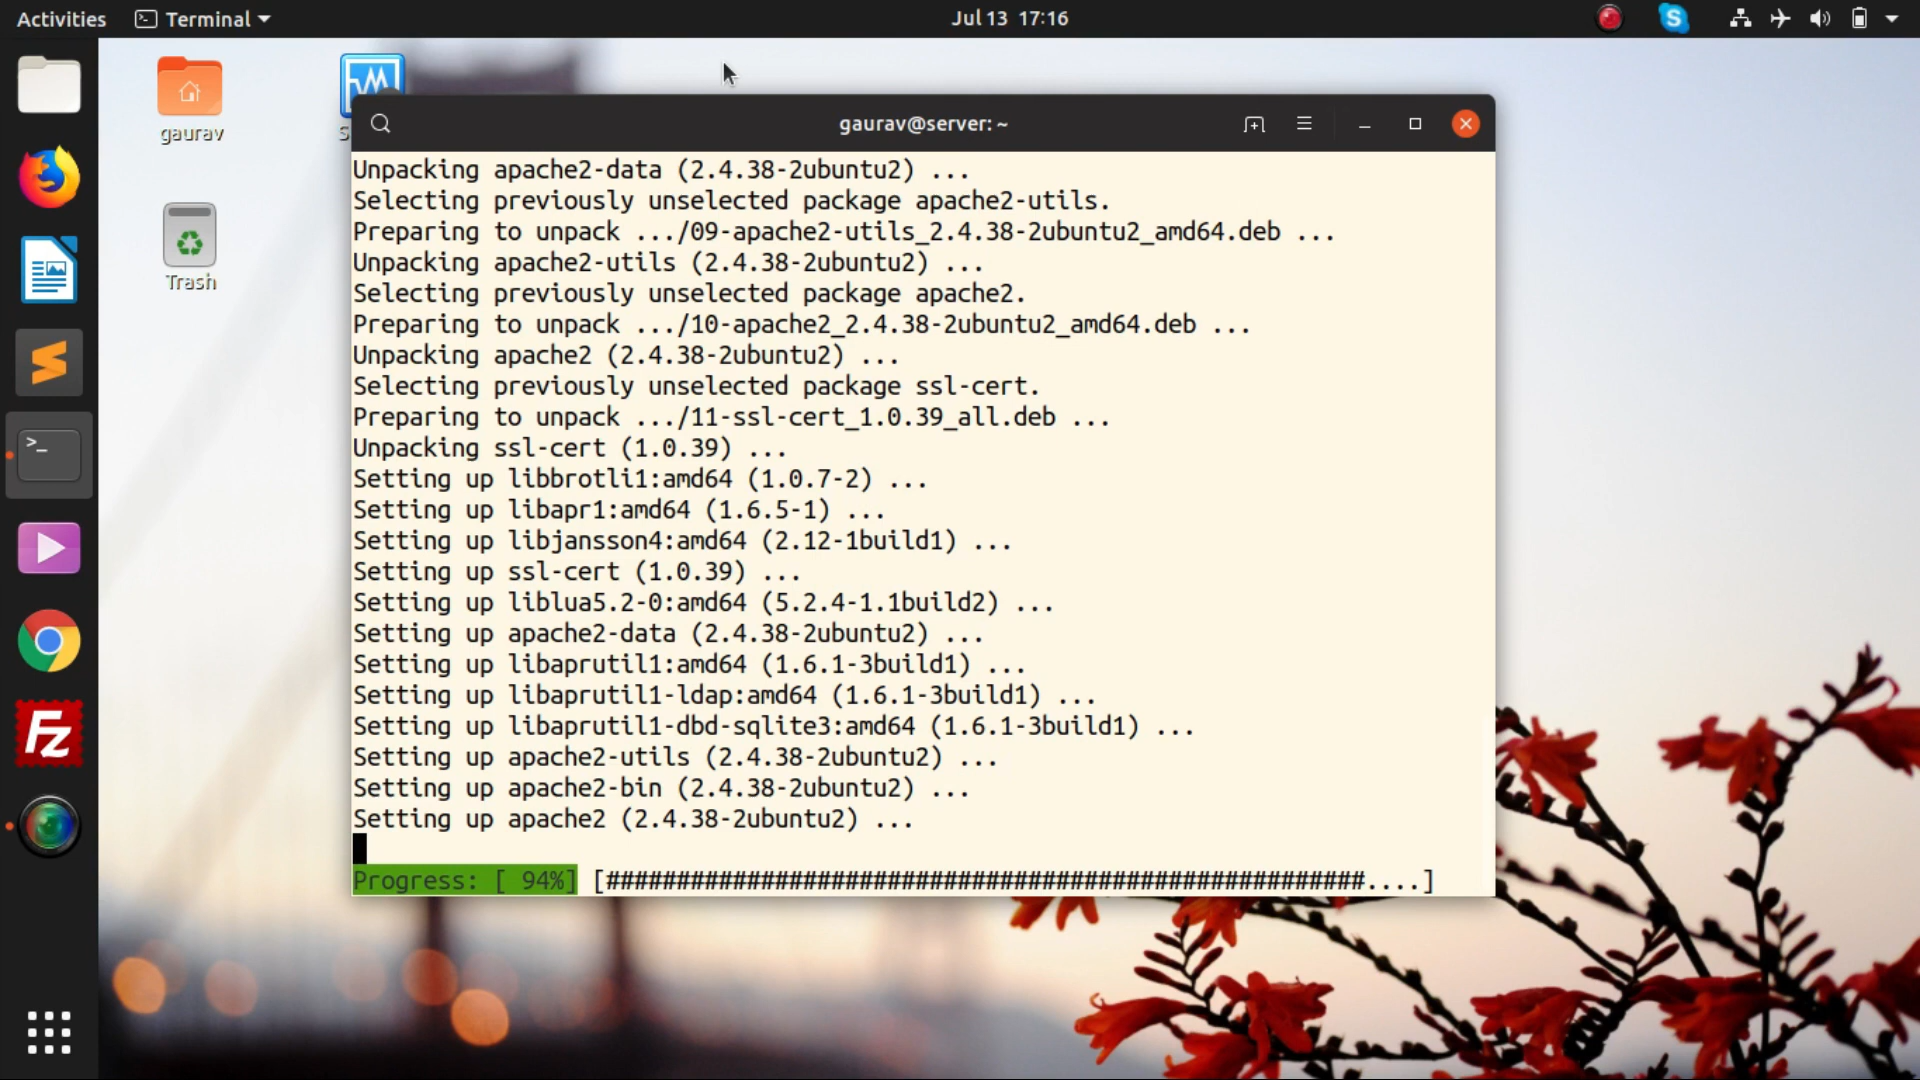 Activities
Terminal
Jul 13 17:16
gaurav
Trash
gaurav@server: ~
Unpacking apache2-data (2.4.38-2ubuntu2) ...
Selecting previously unselected package apache2-utils.
Preparing to unpack .../09-apache2-utils_2.4.38-2ubuntu2_amd64.deb ...
Unpacking apache2-utils (2.4.38-2ubuntu2) ...
Selecting previously unselected package apache2.
Preparing to unpack .../10-apache2_2.4.38-2ubuntu2_amd64.deb ...
Unpacking apache2 (2.4.38-2ubuntu2) ...
Selecting previously unselected package ssl-cert.
Preparing to unpack .../11-ssl-cert_1.0.39_all.deb ...
Unpacking ssl-cert (1.0.39) ...
Setting up libbrotli1:amd64 (1.0.7-2) ...
Setting up libapr1:amd64 (1.6.5-1) ...
Setting up libjansson4:amd64 (2.12-1build1) ...
Setting up ssl-cert (1.0.39) ...
Setting up liblua5.2-0:amd64 (5.2.4-1.1build2) ...
Setting up apache2-data (2.4.38-2ubuntu2) ...
Setting up libaprutil1:amd64 (1.6.1-3build1) ...
Setting up libaprutil1-ldap:amd64 (1.6.1-3build1) ...
Setting up libaprutil1-dbd-sqlite3:amd64 (1.6.1-3build1) ...
Setting up apache2-utils (2.4.38-2ubuntu2) ...
Setting up apache2-bin (2.4.38-2ubuntu2) ...
Setting up apache2 (2.4.38-2ubuntu2) ...
Progress: [ 94%] [######################################################....]